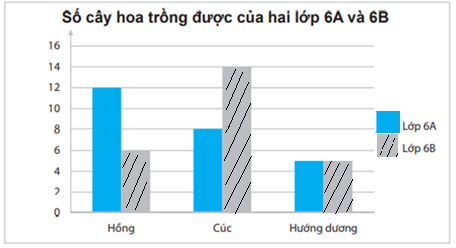 Số cây hoa trồng được của hai lớp 6A và 6B
16
14
12
10
8
6
4
2
0
Hồng Cúc Hướng dương
Lớp 6A
Lớp 6B